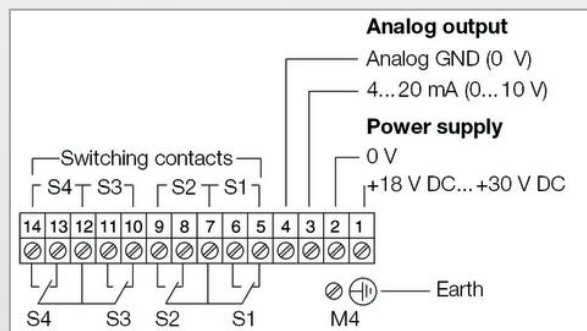 Analog output
Analog GND (0 V)
4...20 mA (0...10 V)
Power supply
0 V
+18 V DC...+30 V DC
Switching contacts
S4 S3 S2 S1
14 13 12 11 10 9 8 7 6 5 4 3 2 1
S4 S3 S2 S1
Earth
M4